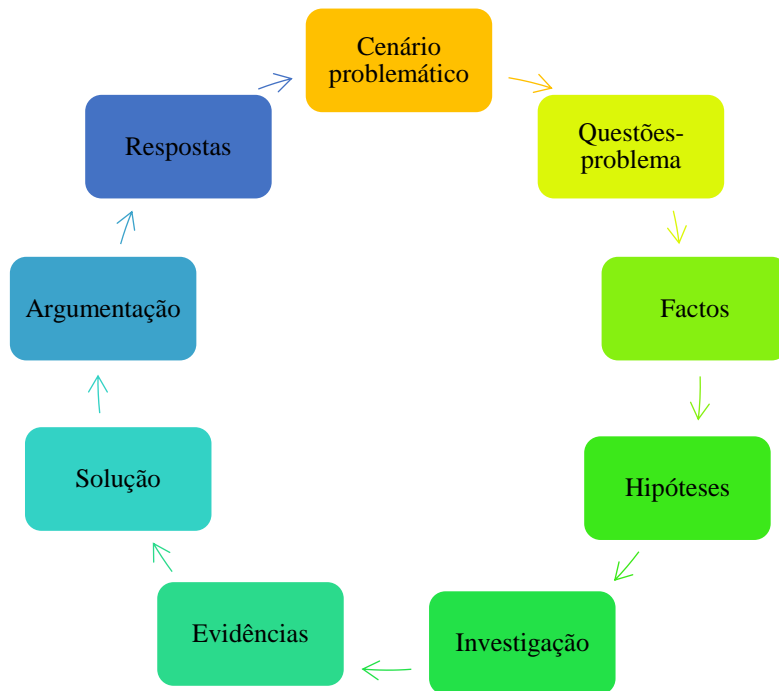 Cenário
problemático
Questões-
problema
Factos
Hipóteses
Investigação
Evidências
Solução
Argumentação
Respostas